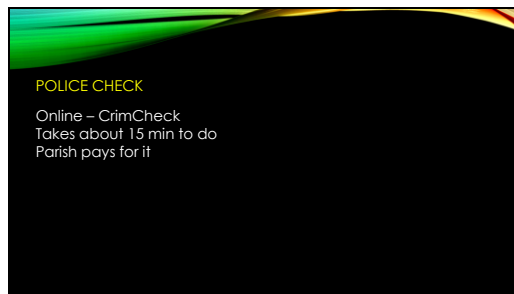 POLICE CHECK
Online – CrimCheck
Takes about 15 min to do
Parish pays for it